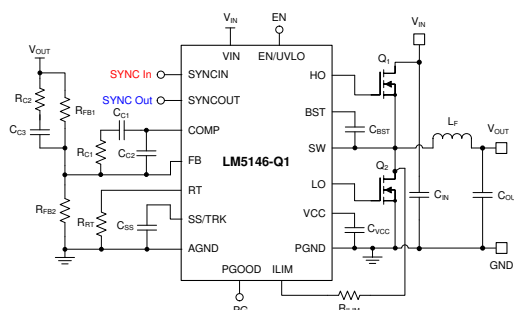 VIN
EN
VIN
VIN
EN/UVLO
VOUT
SYNC In
SYNCIN
HO
Q1
SYNC Out
SYNCOUT
BST
RC2
RFB1
CC1
COMP
CBST
LF
VOUT
CC3
RC1
CC2
SW
FB
LM5146-Q1
Q2
RT
LO
CIN
RFB2
RRT
CSS
SS/TRK
VCC
CVCC
AGND
PGND
PGOOD
ILIM
GND